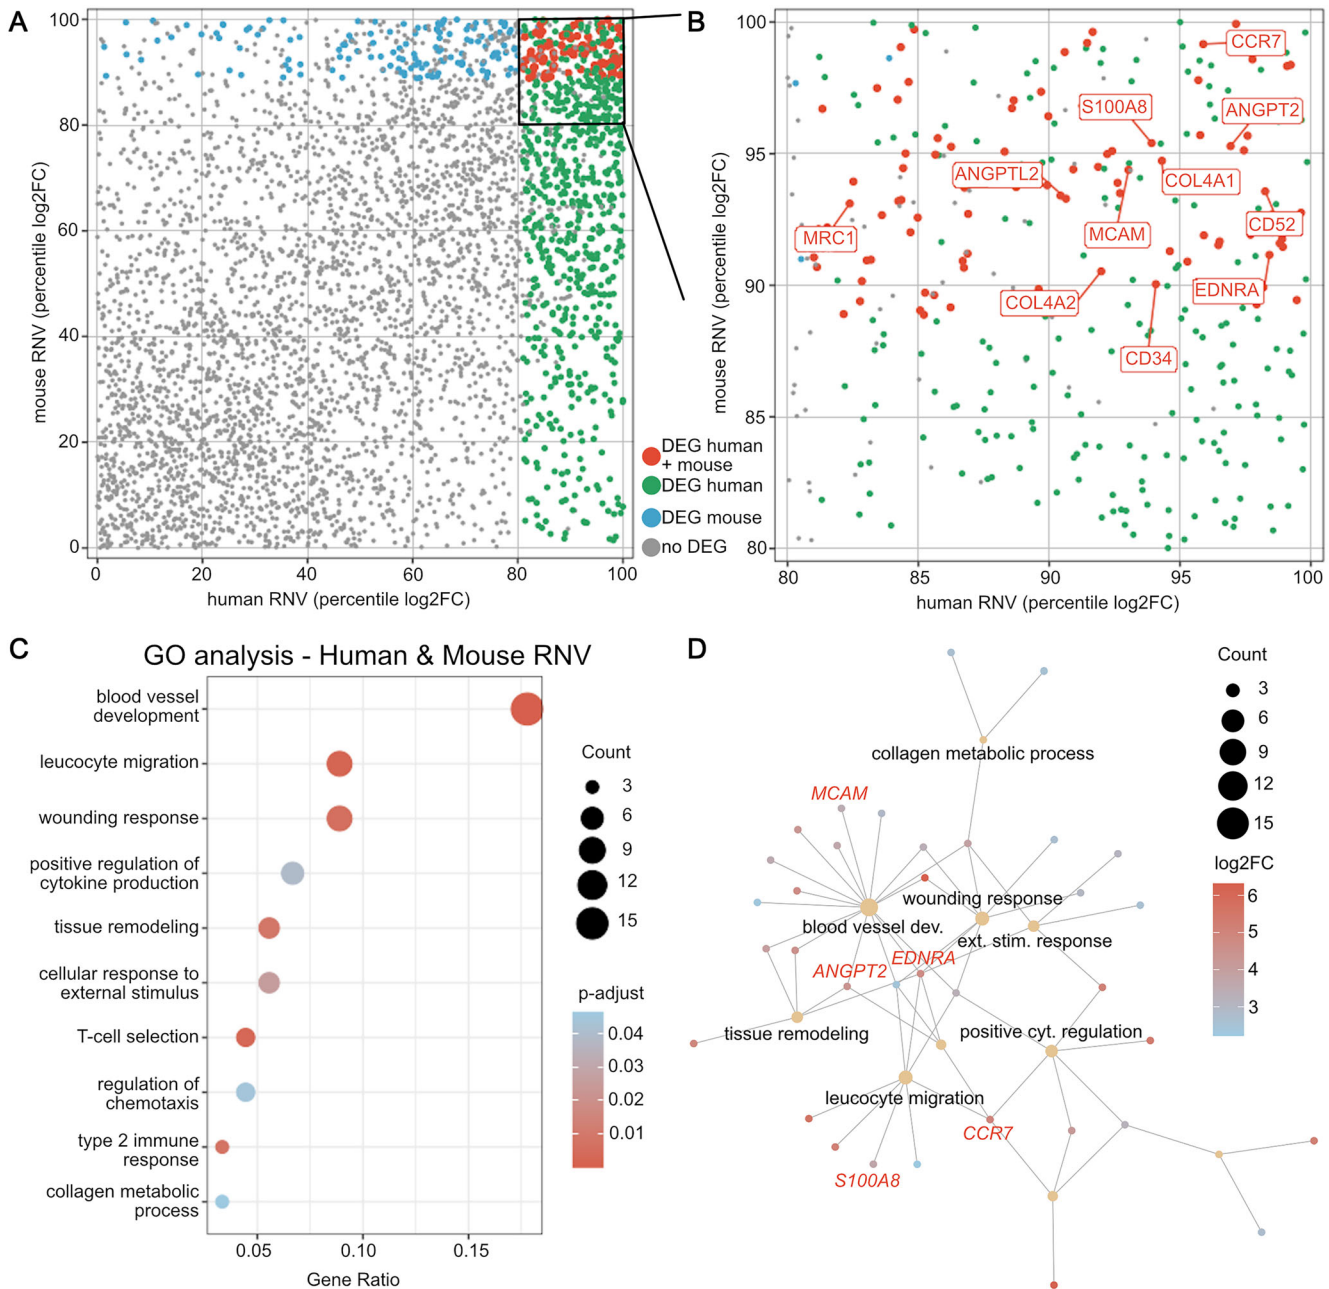 A
100
80
60
40
20
0
mouse RNV (percentile log2FC)
0
20
40
60
80
100
human RNV (percentile log2FC)
DEG human
+ mouse
DEG human
DEG mouse
no DEG
B
100
95
90
85
80
mouse RNV (percentile log2FC)
CCR7
S100A8
ANGPT2
ANGPTL2
COL4A1
MRC1
MCAM
CD52
COL4A2
EDNRA
CD34
80
85
90
95
100
human RNV (percentile log2FC)
C
GO analysis - Human & Mouse RNV
blood vessel
development
leucocyte migration
wounding response
positive regulation of
cytokine production
tissue remodeling
cellular response to
external stimulus
T-cell selection
regulation of
chemotaxis
type 2 immune
response
collagen metabolic
process
0.05
0.10
0.15
Gene Ratio
Count
3
6
9
12
15
p-adjust
0.04
0.03
0.02
0.01
D
collagen metabolic process
MCAM
wounding response
blood vessel dev.
ext. stim. response
EDNRA
ANGPT2
tissue remodeling
positive cyt. regulation
leucocyte migration
CCR7
S100A8
Count
3
6
9
12
15
log2FC
6
5
4
3